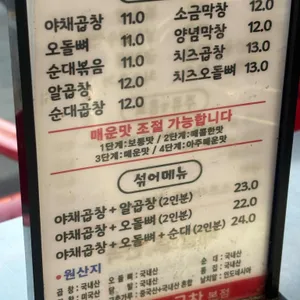 야채곱창 11.0
오돌뼈 11.0
순대볶음 11.0
알곱창 12.0
순대곱창 12.0
소금막창 12.0
양념막창 12.0
치즈곱창 13.0
치즈오돌뼈 13.0
매운맛 조절 가능합니다
1단계:보통맛 / 2단계:매콤한맛
3단계:매운맛 / 4단계:아주매운맛
섞어메뉴
야채곱창 + 알곱창 (2인분) 23.0
야채곱창 + 오돌뼈 (2인분) 22.0
야채곱창 + 오돌뼈 + 순대 (2인분) 24.0
• 원산지